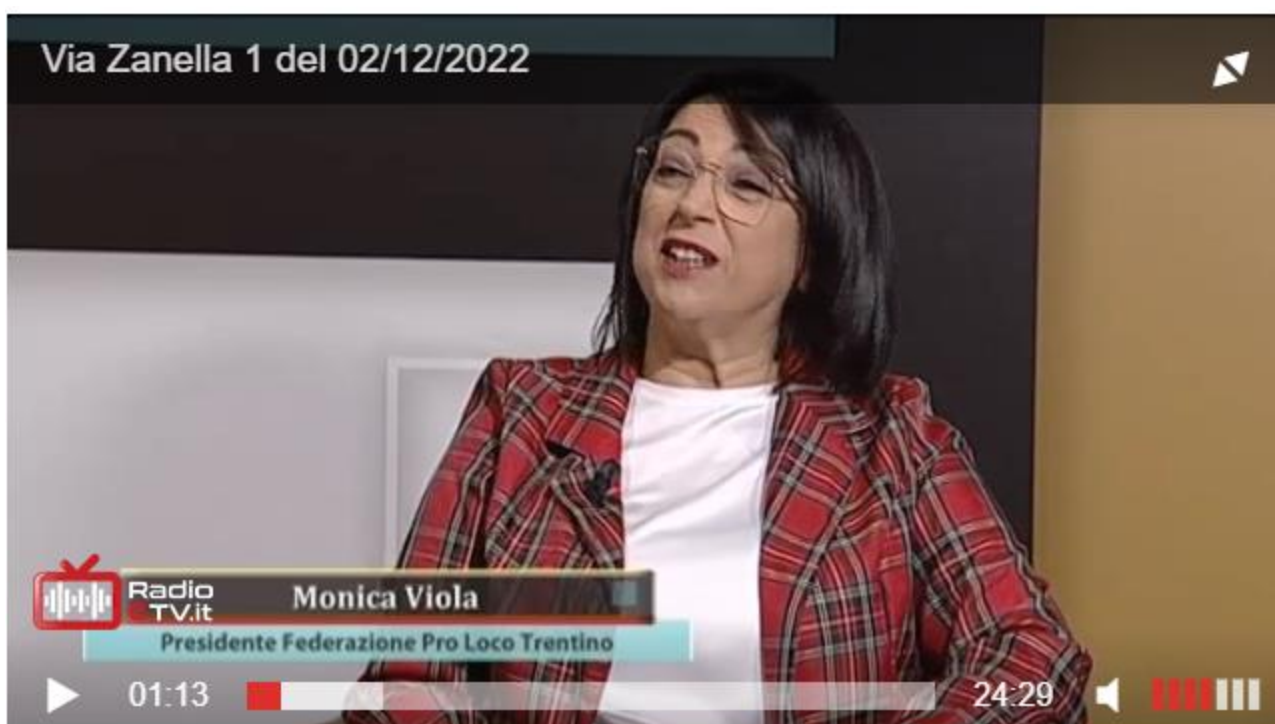 Via Zanella 1 del 02/12/2022
Radio
eTV.it
Monica Viola
Presidente Federazione Pro Loco Trentino
01:13
24:29